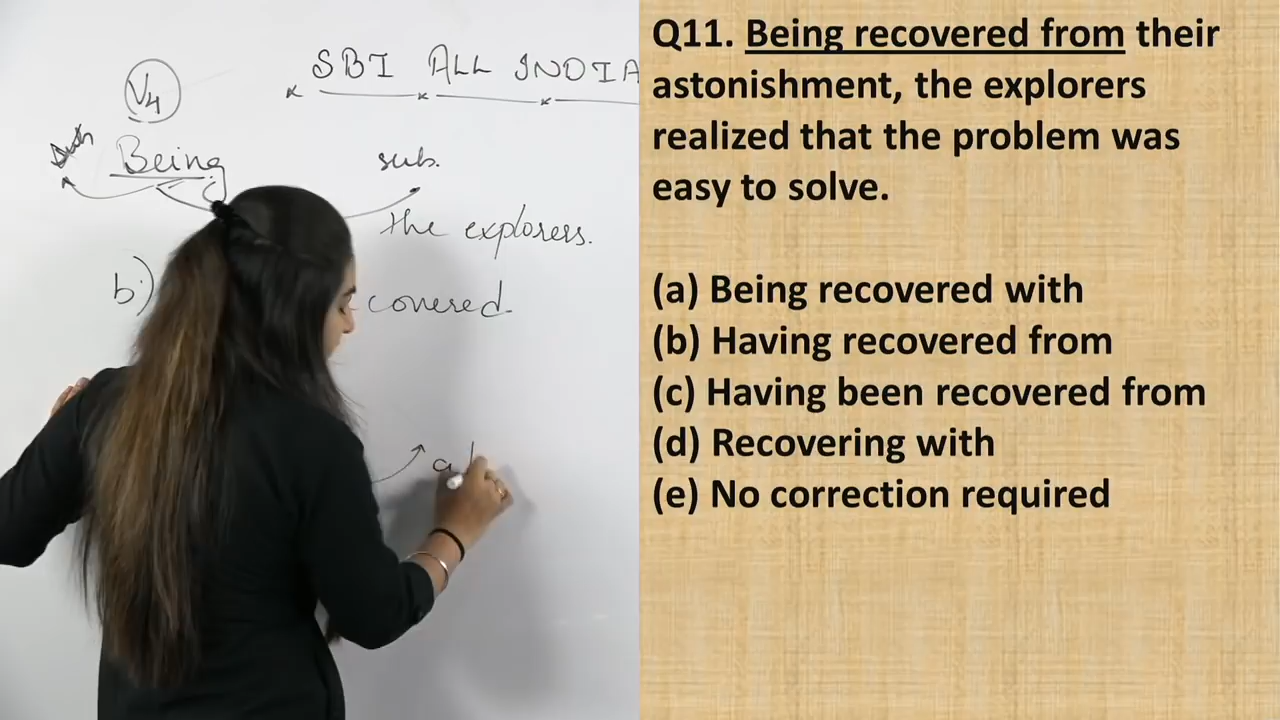 SBI ALL INDIA
V4
Being
sub.
the explorers.
b)
covered.
a
Q11. Being recovered from their
astonishment, the explorers
realized that the problem was
easy to solve.
(a) Being recovered with
(b) Having recovered from
(c) Having been recovered from
(d) Recovering with
(e) No correction required